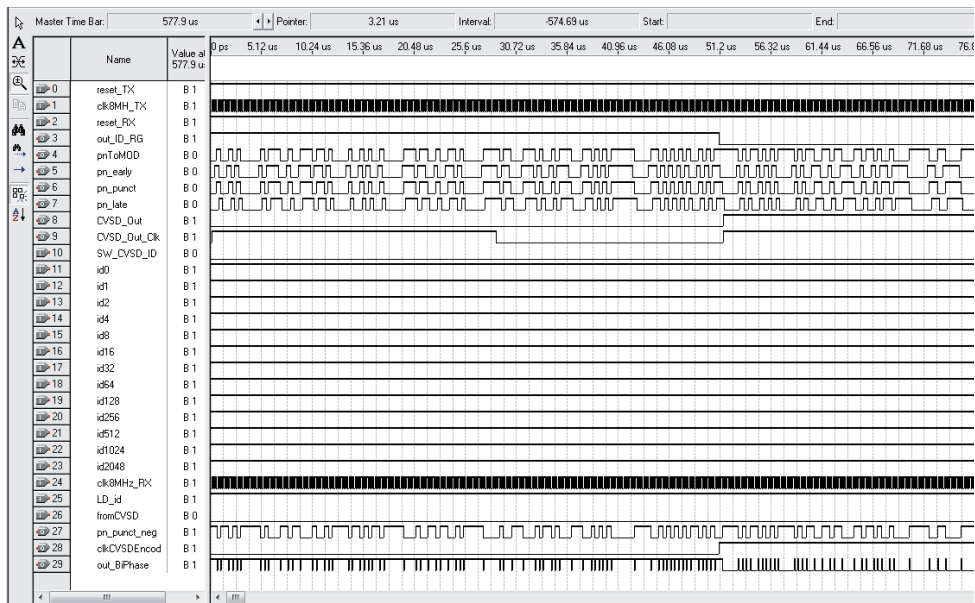 Master Time Bar: 577.9 us Pointer: 3.21 us Interval: -574.69 us Start: End:
Name Value at 577.9 u:
0 ps 5.12 us 10.24 us 15.36 us 20.48 us 25.6 us 30.72 us 35.84 us 40.96 us 46.08 us 51.2 us 56.32 us 61.44 us 66.56 us 71.68 us 76.8
0 reset_TX B 1
1 clk8MH_TX B 1
2 reset_RX B 1
3 out_ID_RG B 1
4 pnToMOD B 0
5 pn_early B 0
6 pn_punct B 0
7 pn_late B 0
8 CVSD_Out B 1
9 CVSD_Out_Clk B 1
10 SW_CVSD_ID B 0
11 id0 B 1
12 id1 B 1
13 id2 B 1
14 id4 B 1
15 id8 B 1
16 id16 B 1
17 id32 B 1
18 id64 B 1
19 id128 B 1
20 id256 B 1
21 id512 B 1
22 id1024 B 1
23 id2048 B 1
24 clk8MHz_RX B 1
25 LD_id B 1
26 fromCVSD B 0
27 pn_punct_neg B 1
28 clkCVSDEncod B 1
29 out_BiPhase B 1